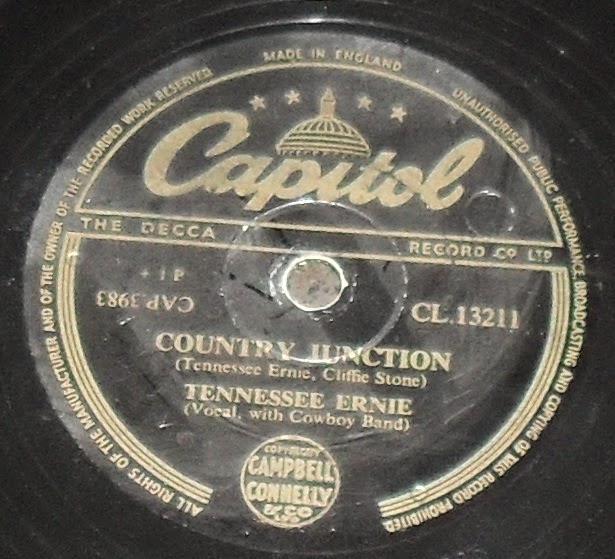 MADE IN ENGLAND
UNAUTHORISED PUBLIC PERFORMANCE, BROADCASTING AND COPYING OF THIS RECORD PROHIBITED
ALL RIGHTS OF THE MANUFACTURER AND OF THE OWNER OF THE RECORDED WORK RESERVED
Capitol
THE DECCA RECORD CO LTD
CAP.3983
CL.13211
COUNTRY JUNCTION
(Tennessee Ernie, Cliffie Stone)
TENNESSEE ERNIE
(Vocal, with Cowboy Band)
COPYRIGHT
CAMPBELL
CONNELLY
& CO